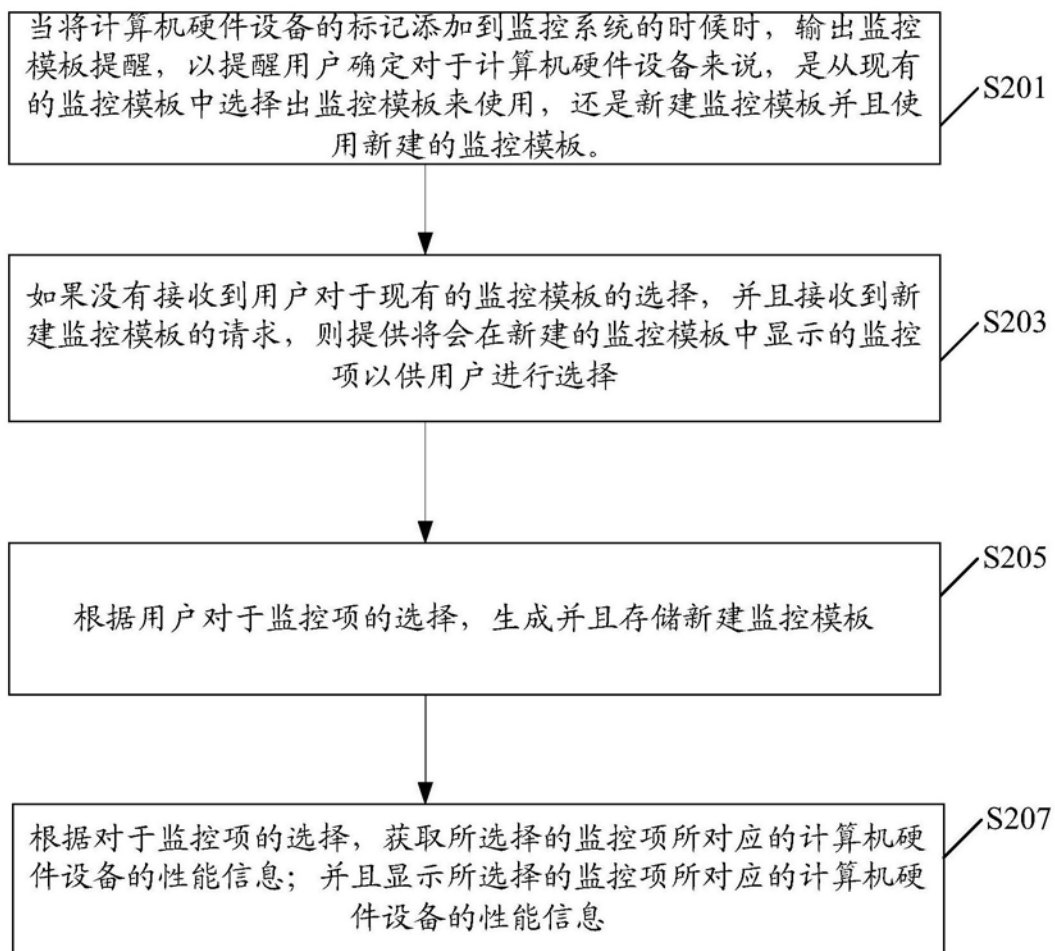 当将计算机硬件设备的标记添加到监控系统的时候时，输出监控
模板提醒，以提醒用户确定对于计算机硬件设备来说，是从现有
的监控模板中选择出监控模板来使用，还是新建监控模板并且使
用新建的监控模板。
S201
如果没有接收到用户对于现有的监控模板的选择，并且接收到新
建监控模板的请求，则提供将会在新建的监控模板中显示的监控
项以供用户进行选择
S203
根据用户对于监控项的选择，生成并且存储新建监控模板
S205
根据对于监控项的选择，获取所选择的监控项所对应的计算机硬
件设备的性能信息；并且显示所选择的监控项所对应的计算机硬
件设备的性能信息
S207